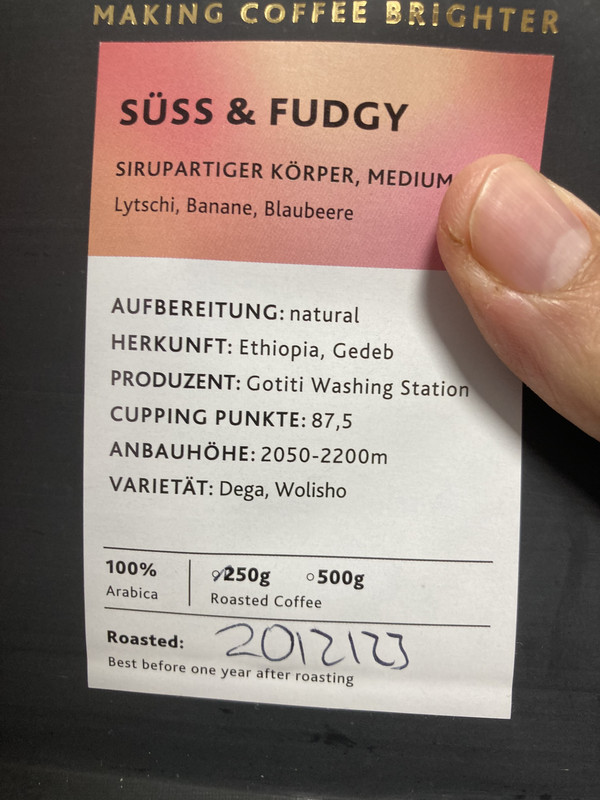 MAKING COFFEE BRIGHTER
SÜSS & FUDGY
SIRUPARTIGER KÖRPER, MEDIUM
Lytschi, Banane, Blaubeere
AUFBEREITUNG: natural
HERKUNFT: Ethiopia, Gedeb
PRODUZENT: Gotiti Washing Station
CUPPING PUNKTE: 87,5
ANBAUHÖHE: 2050-2200m
VARIETÄT: Dega, Wolisho
100% 250g 500g
Arabica Roasted Coffee
Roasted: 2012123
Best before one year after roasting